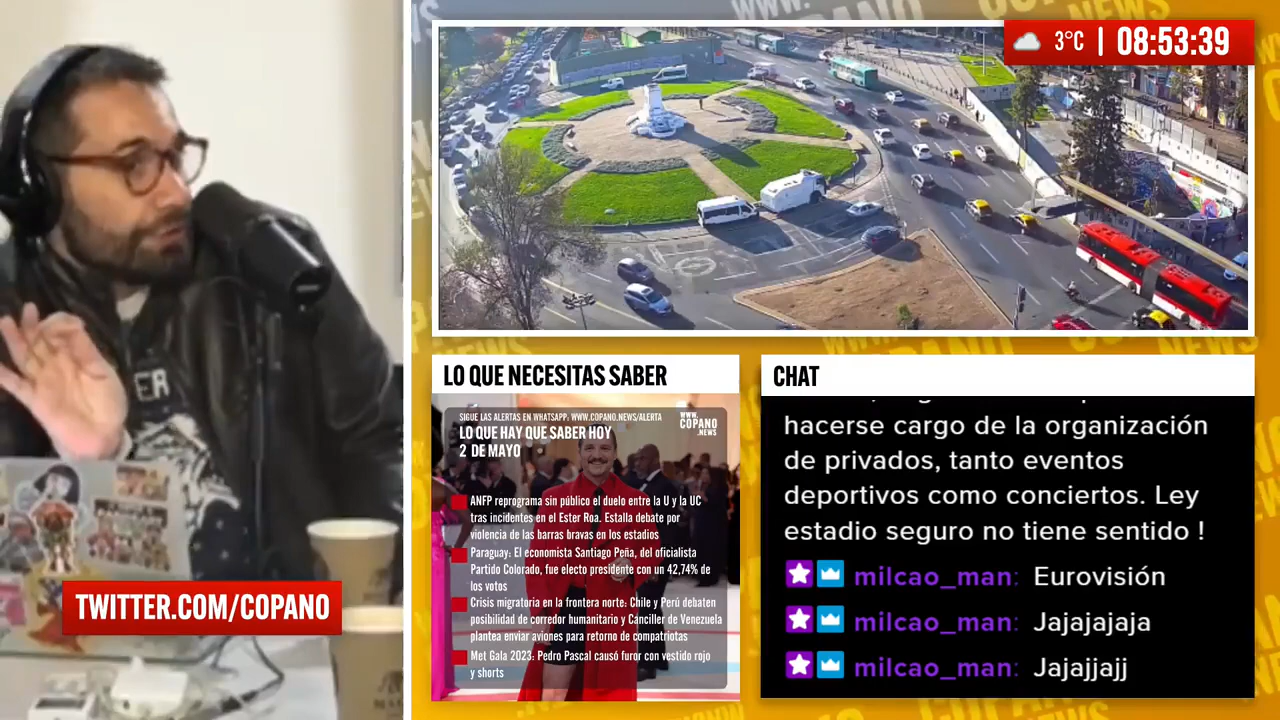 3°C | 08:53:39
LO QUE NECESITAS SABER
SIGUE LAS ALERTAS EN WHATSAPP: WWW.COPANO.NEWS/ALERTA
LO QUE HAY QUE SABER HOY
2 DE MAYO
WWW.
COPANO
.NEWS
ANFP reprograma sin público el duelo entre la U y la UC
tras incidentes en el Ester Roa. Estalla debate por
violencia de las barras bravas en los estadios
Paraguay: El economista Santiago Peña, del oficialista
Partido Colorado, fue electo presidente con un 42,74% de
los votos
Crisis migratoria en la frontera norte: Chile y Perú debaten
posibilidad de corredor humanitario y Canciller de Venezuela
plantea enviar aviones para retorno de compatriotas
Met Gala 2023: Pedro Pascal causó furor con vestido rojo
y shorts
CHAT
hacerse cargo de la organización
de privados, tanto eventos
deportivos como conciertos. Ley
estadio seguro no tiene sentido !
milcao_man: Eurovisión
milcao_man: Jajajajaja
milcao_man: Jajajjajj
TWITTER.COM/COPANO